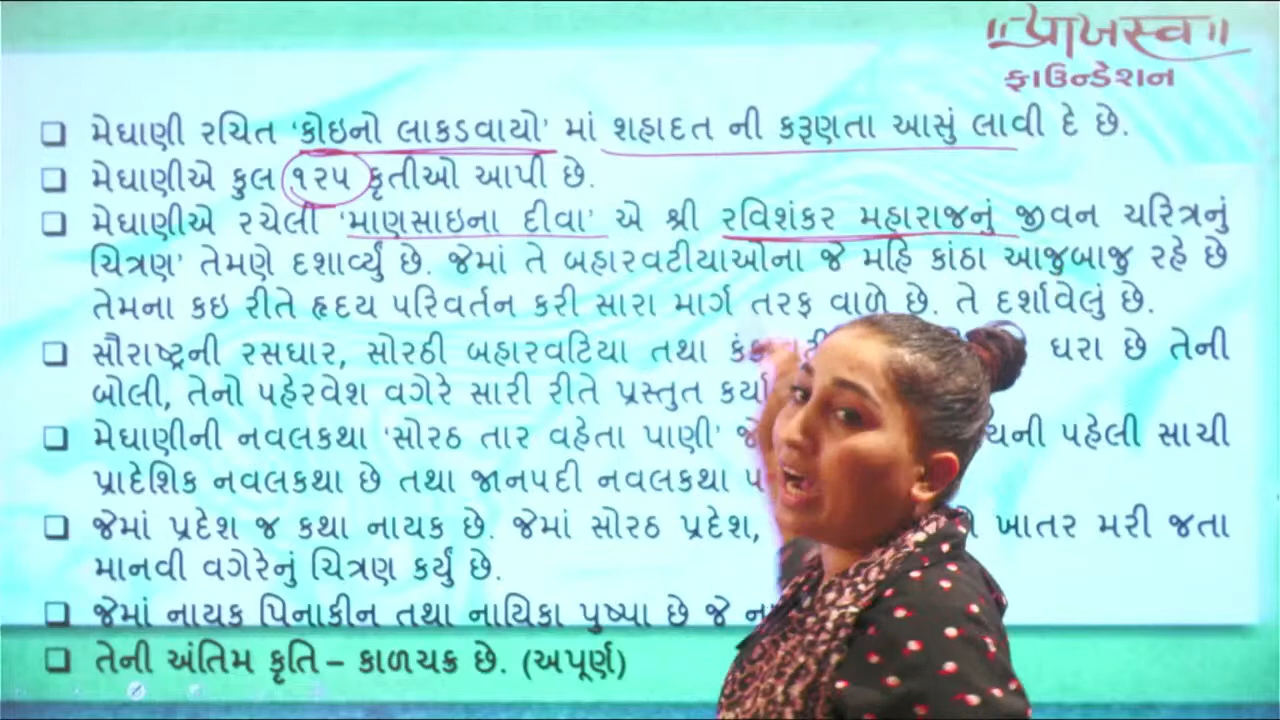 પ્રાખસ્વ
ફાઉન્ડેશન
❑ મેઘાણી રચિત ‘કોઇનો લાકડવાયો’ માં શહાદત ની કરૂણતા આસું લાવી દે છે.
❑ મેઘાણીએ કુલ ૧૨૫ કૃતીઓ આપી છે.
❑ મેઘાણીએ રચેલી ‘માણસાઇના દીવા’ એ શ્રી રવિશંકર મહારાજનું જીવન ચરિત્રનું
ચિત્રણ’ તેમણે દશાવ્યું છે. જેમાં તે બહારવટીયાઓના જે મહિ કાંઠા આજુબાજુ રહે છે
તેમના કઇ રીતે હૃદય પરિવર્તન કરી સારા માર્ગ તરફ વાળે છે. તે દર્શાવેલું છે.
❑ સૌરાષ્ટ્રની રસધાર, સોરઠી બહારવટિયા તથા ધરા છે તેની
બોલી, તેનો પહેરવેશ વગેરે સારી રીતે પ્રસ્તુત કર્યા
❑ મેઘાણીની નવલકથા ‘સોરઠ તાર વહેતા પાણી’ પહેલી સાચી
પ્રાદેશિક નવલકથા છે તથા જાનપદી નવલકથા
❑ જેમાં પ્રદેશ જ કથા નાયક છે. જેમાં સોરઠ પ્રદેશ, ખાતર મરી જતા
માનવી વગેરેનું ચિત્રણ કર્યું છે.
❑ જેમાં નાયક પિનાકીન તથા નાયિકા પુષ્પા છે જે
❑ તેની અંતિમ કૃતિ – કાળચક્ર છે. (અપૂર્ણ)